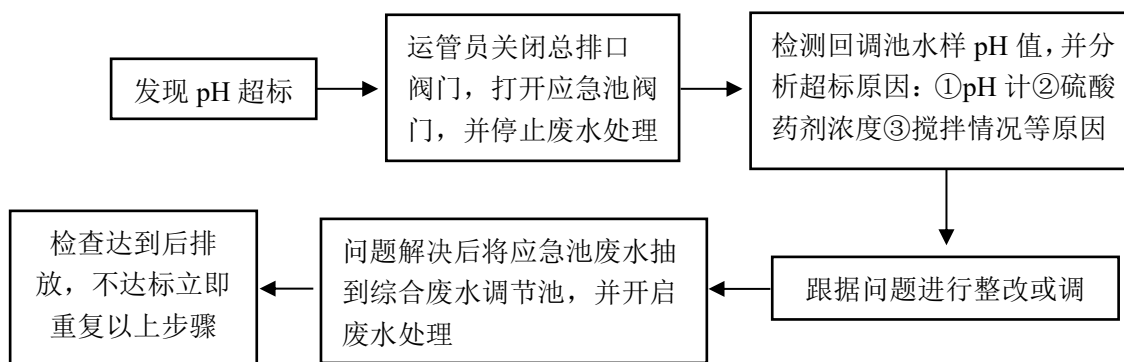 发现 pH 超标
运管员关闭总排口
阀门，打开应急池阀
门，并停止废水处理
检测回调池水样 pH 值，并分
析超标原因：①pH 计②硫酸
药剂浓度③搅拌情况等原因
跟据问题进行整改或调
问题解决后将应急池废水抽
到综合废水调节池，并开启
废水处理
检查达到后排
放，不达标立即
重复以上步骤